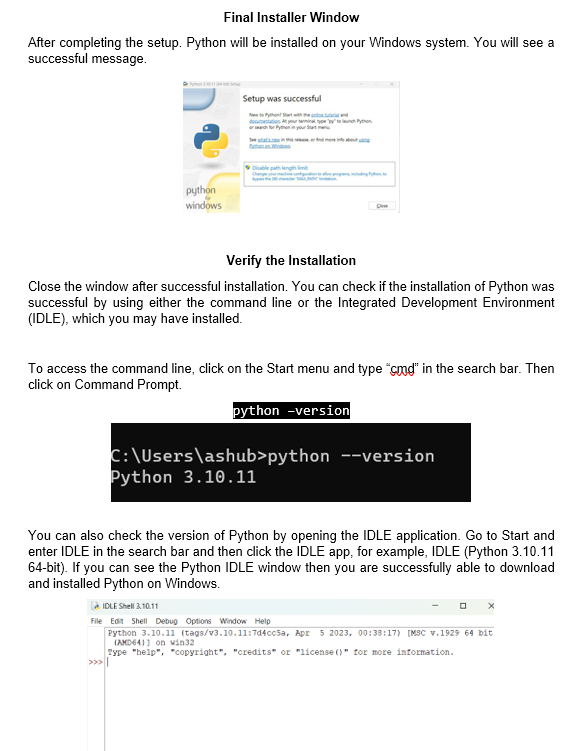 Final Installer Window
After completing the setup. Python will be installed on your Windows system. You will see a
successful message.
Setup was successful
New to Python? Start with the online tutorial and
documentation. At your terminal, type "py" to launch Python,
or search for Python in your Start menu.
See what's new in this release, or find more info about using
Python on Windows.
Disable path length limit
Changes your machine configuration to allow programs, including Python, to
bypass the 260 character "MAX_PATH" limitation.
python
for
windows
Close
Verify the Installation
Close the window after successful installation. You can check if the installation of Python was
successful by using either the command line or the Integrated Development Environment
(IDLE), which you may have installed.
To access the command line, click on the Start menu and type “cmd” in the search bar. Then
click on Command Prompt.
python –version
C:\Users\ashub>python --version
Python 3.10.11
You can also check the version of Python by opening the IDLE application. Go to Start and
enter IDLE in the search bar and then click the IDLE app, for example, IDLE (Python 3.10.11
64-bit). If you can see the Python IDLE window then you are successfully able to download
and installed Python on Windows.
IDLE Shell 3.10.11
File Edit Shell Debug Options Window Help
Python 3.10.11 (tags/v3.10.11:7d4cc5a, Apr 5 2023, 00:38:17) [MSC v.1929 64 bit
(AMD64)] on win32
Type "help", "copyright", "credits" or "license()" for more information.
>>>